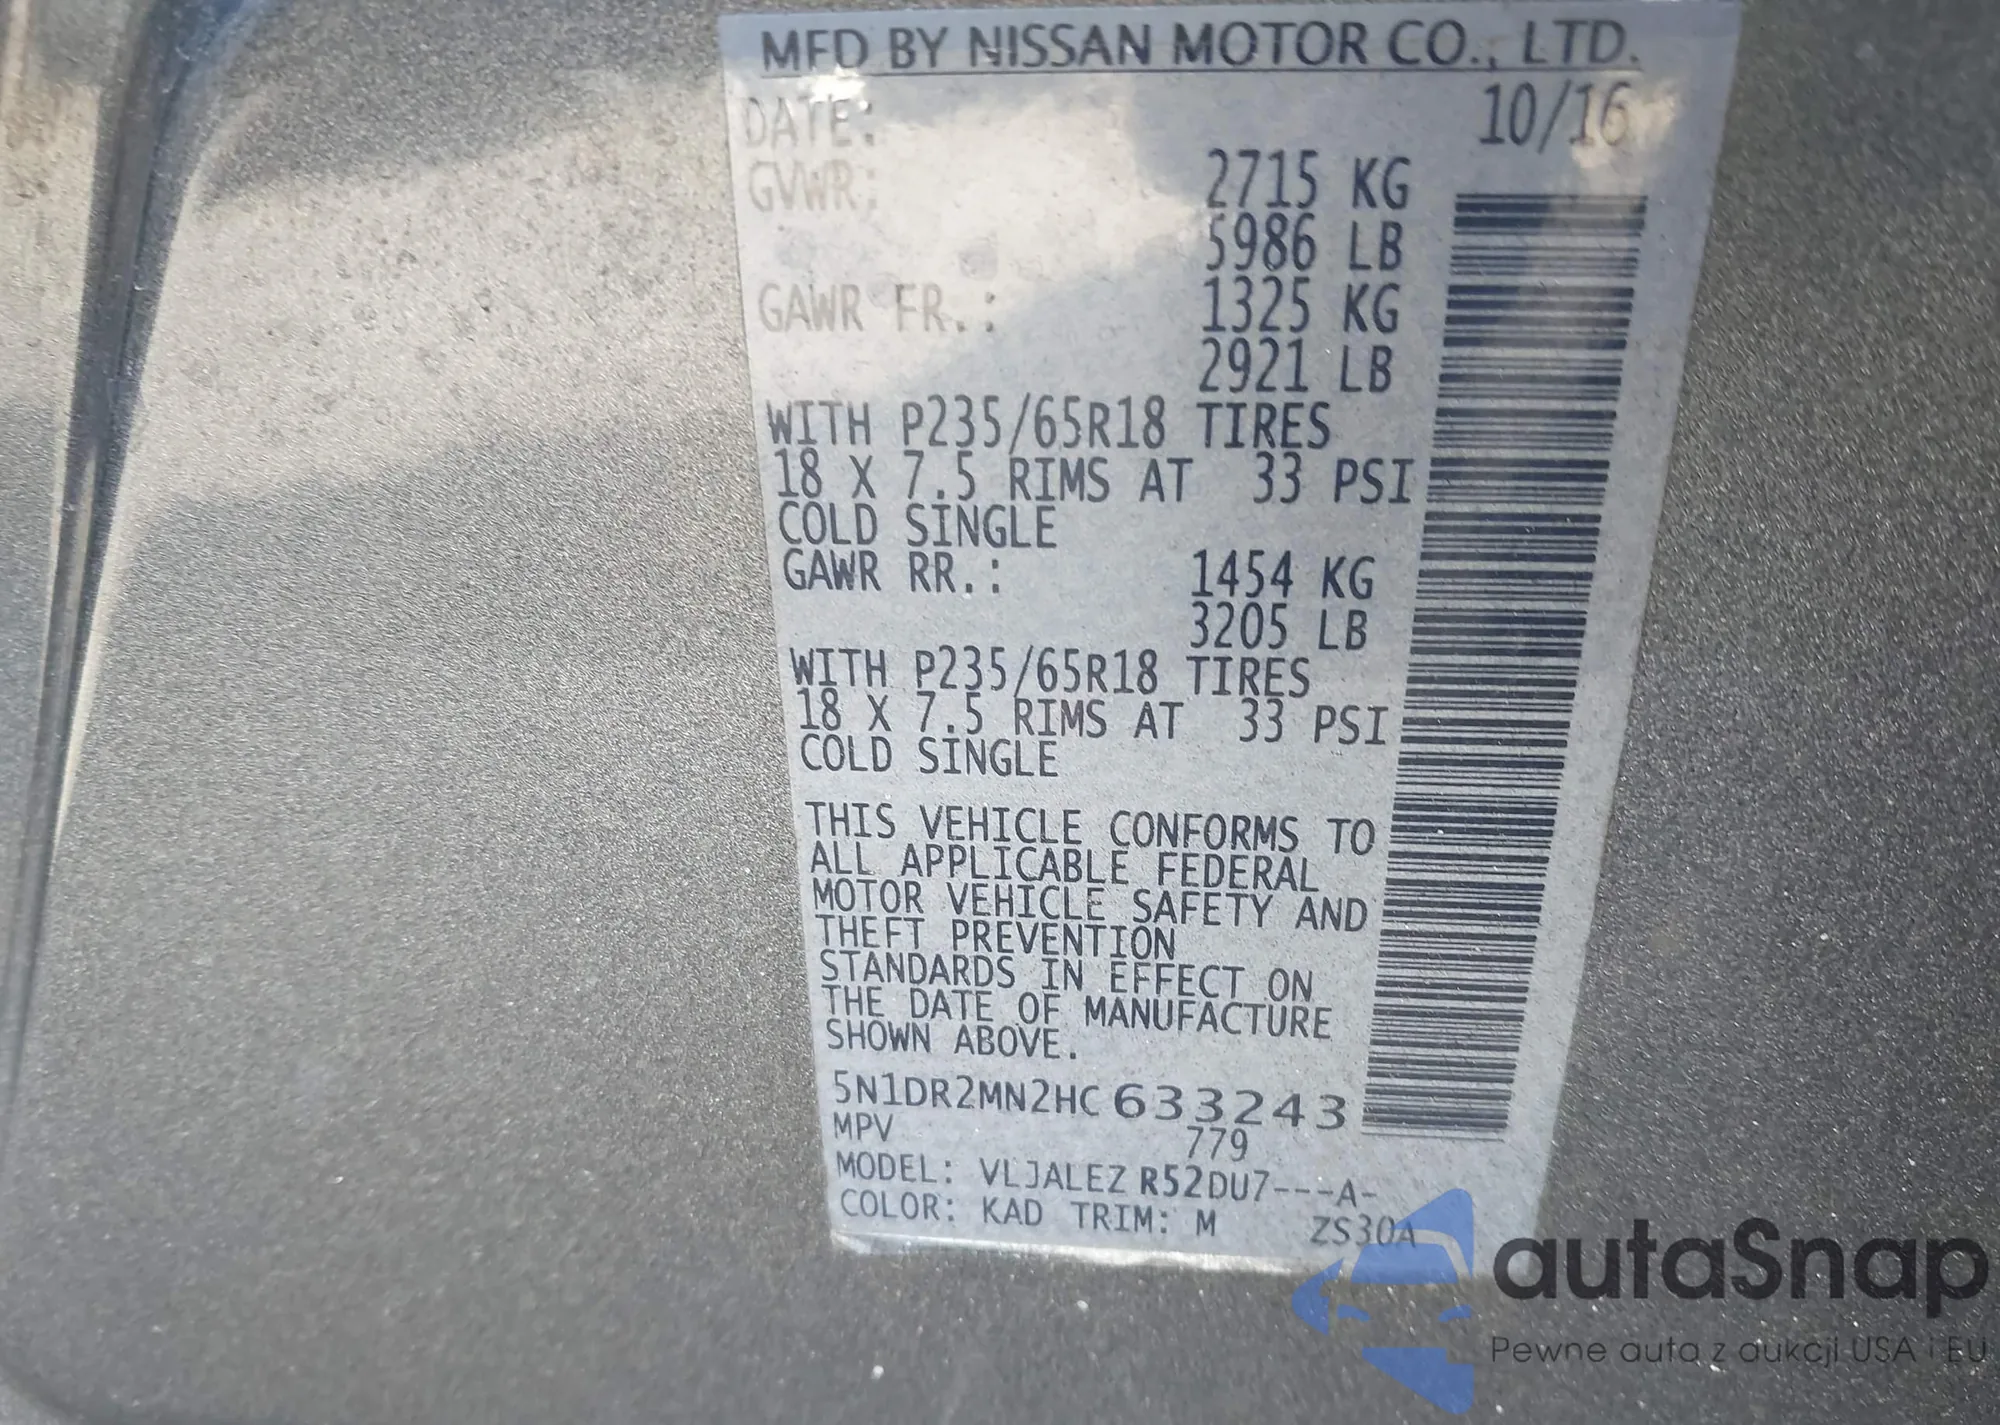 MFD BY NISSAN MOTOR CO., LTD.
DATE: 10/16
GVWR: 2715 KG
5986 LB
GAWR FR.: 1325 KG
2921 LB
WITH P235/65R18 TIRES
18 X 7.5 RIMS AT 33 PSI
COLD SINGLE
GAWR RR.: 1454 KG
3205 LB
WITH P235/65R18 TIRES
18 X 7.5 RIMS AT 33 PSI
COLD SINGLE
THIS VEHICLE CONFORMS TO
ALL APPLICABLE FEDERAL
MOTOR VEHICLE SAFETY AND
THEFT PREVENTION
STANDARDS IN EFFECT ON
THE DATE OF MANUFACTURE
SHOWN ABOVE.
5N1DR2MN2HC 633243
MPV 779
MODEL: VLJALEZ R52DU7---A-
COLOR: KAD TRIM: M ZS30A
autaSnap
Pewne auta z aukcji USA i EU